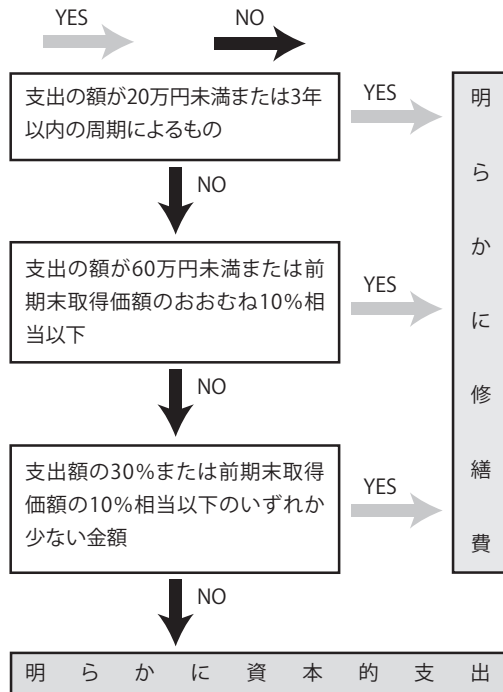 YES NO
支出の額が20万円未満または3年
以内の周期によるもの
YES
NO
支出の額が60万円未満または前
期末取得価額のおおむね10%相
当以下
YES
NO
支出額の30%または前期末取得
価額の10%相当以下のいずれか
少ない金額
YES
NO
明らかに修繕費
明らかに資本的支出